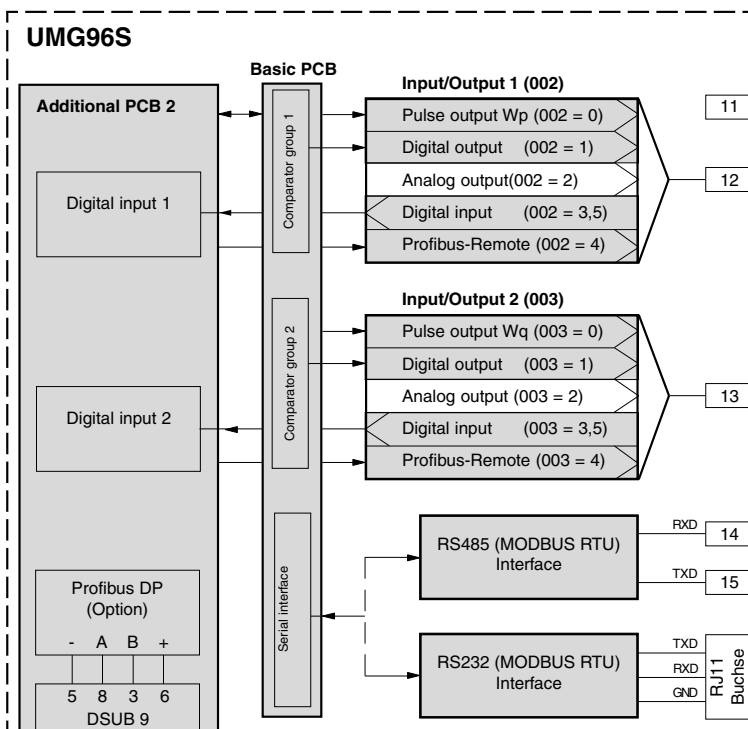 UMG96S
Basic PCB
Additional PCB 2
Digital input 1
Digital input 2
Profibus DP
(Option)
- A B +
5 8 3 6
DSUB 9
Comparator group 1
Comparator group 2
Serial interface
Input/Output 1 (002)
Pulse output Wp (002 = 0)
Digital output (002 = 1)
Analog output(002 = 2)
Digital input (002 = 3,5)
Profibus-Remote (002 = 4)
11
12
Input/Output 2 (003)
Pulse output Wq (003 = 0)
Digital output (003 = 1)
Analog output (003 = 2)
Digital input (003 = 3,5)
Profibus-Remote (003 = 4)
13
RS485 (MODBUS RTU)
Interface
RXD 14
TXD 15
RS232 (MODBUS RTU)
Interface
TXD
RXD
GND
RJ11
Buchse